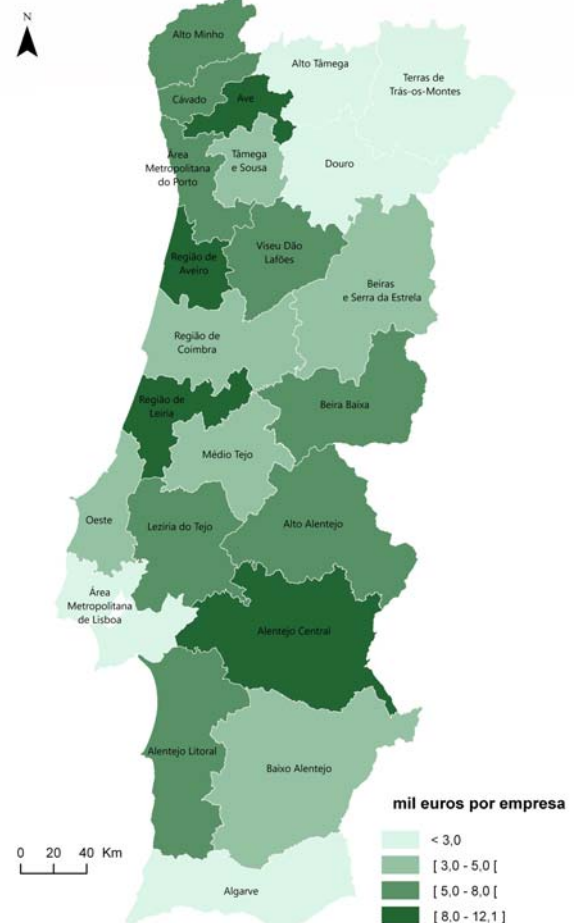 N
Alto Minho
Alto Tâmega
Terras de
Trás-os-Montes
Cávado
Ave
Área
Metropolitana
do Porto
Tâmega
e Sousa
Douro
Região de
Aveiro
Viseu Dão
Lafões
Beiras
e Serra da Estrela
Região de
Coimbra
Região de
Leiria
Beira Baixa
Médio Tejo
Oeste
Lezíria do Tejo
Alto Alentejo
Área
Metropolitana
de Lisboa
Alentejo Central
Alentejo Litoral
Baixo Alentejo
Algarve
0 20 40 Km
mil euros por empresa
< 3,0
[ 3,0 - 5,0 [
[ 5,0 - 8,0 [
[ 8,0 - 12,1 ]